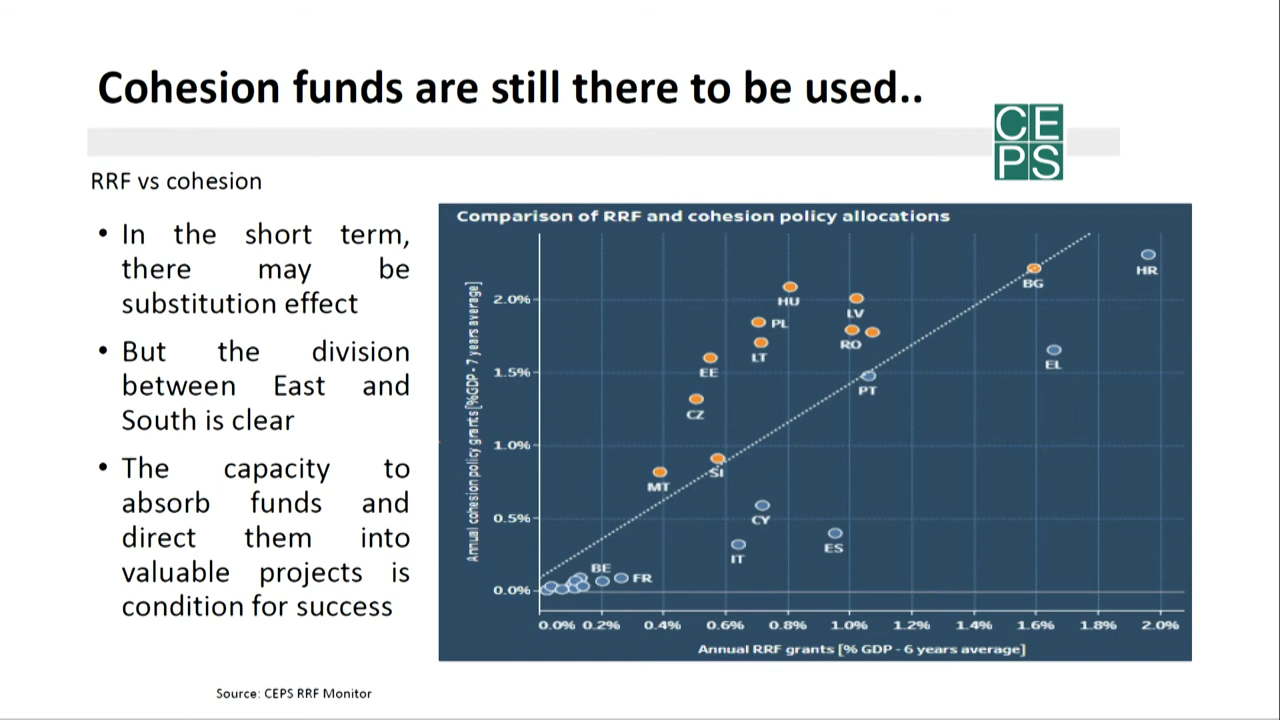 Cohesion funds are still there to be used..
CE
PS
RRF vs cohesion
• In the short term,
there may be
substitution effect
• But the division
between East and
South is clear
• The capacity to
absorb funds and
direct them into
valuable projects is
condition for success
Comparison of RRF and cohesion policy allocations
Annual cohesion policy grants [%GDP - 7 years average]
2.0%
1.5%
1.0%
0.5%
0.0%
HR
BG
HU
LV
PL
RO
LT
EL
EE
PT
CZ
SI
MT
CY
ES
IT
BE
FR
0.0% 0.2% 0.4% 0.6% 0.8% 1.0% 1.2% 1.4% 1.6% 1.8% 2.0%
Annual RRF grants [% GDP - 6 years average]
Source: CEPS RRF Monitor